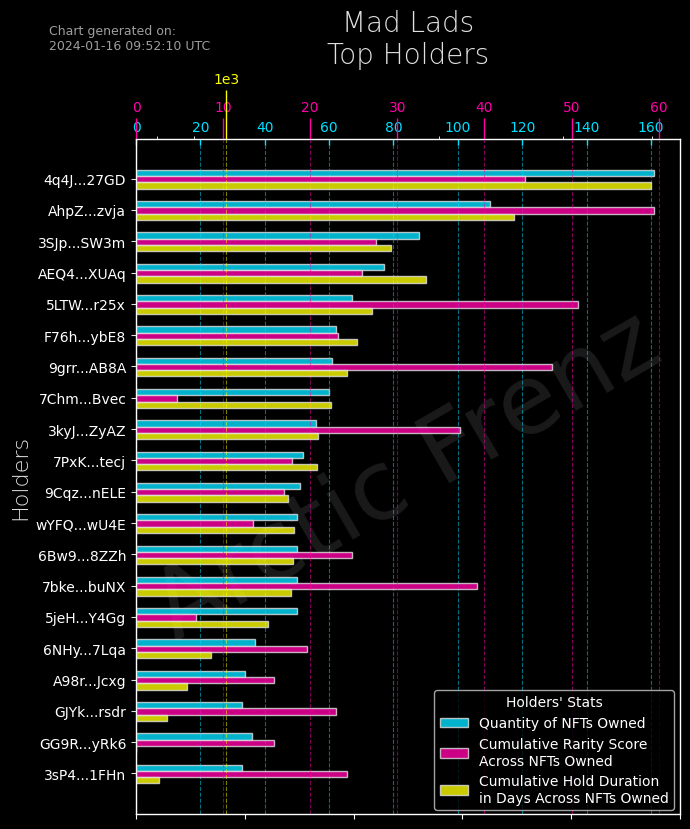 Chart generated on:
2024-01-16 09:52:10 UTC
Mad Lads
Top Holders
1e3
0 10 20 30 40 50 60
0 20 40 60 80 100 120 140 160
Holders
4q4J...27GD
AhpZ...zvja
3SJp...SW3m
AEQ4...XUAq
5LTW...r25x
F76h...ybE8
9grr...AB8A
7Chm...Bvec
3kyJ...ZyAZ
7PxK...tecj
9Cqz...nELE
wYFQ...wU4E
6Bw9...8ZZh
7bke...buNX
5jeH...Y4Gg
6NHy...7Lqa
A98r...Jcxg
GJYk...rsdr
GG9R...yRk6
3sP4...1FHn
Arctic Frenz
Holders' Stats
Quantity of NFTs Owned
Cumulative Rarity Score
Across NFTs Owned
Cumulative Hold Duration
in Days Across NFTs Owned